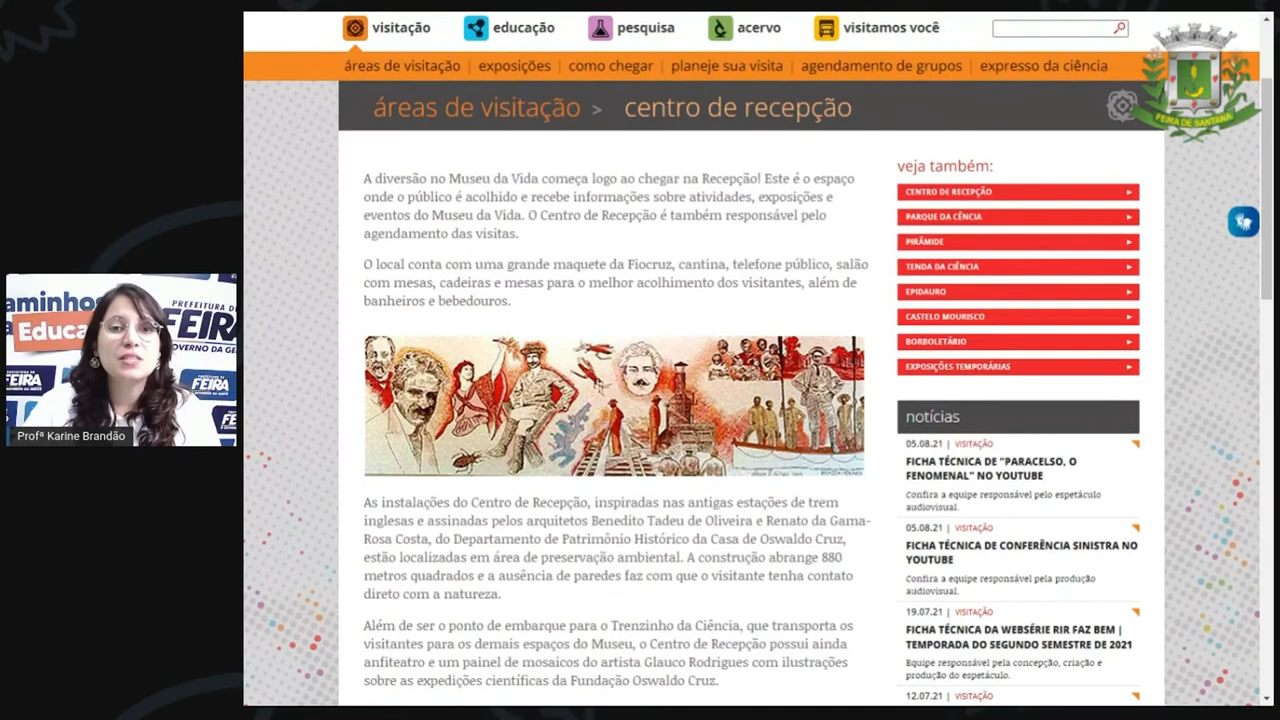 visitação
educação
pesquisa
acervo
visitamos você
áreas de visitação
exposições
como chegar
planeje sua visita
agendamento de grupos
expresso da ciência
áreas de visitação > centro de recepção
FEIRA DE SANTANA
A diversão no Museu da Vida começa logo ao chegar na Recepção! Este é o espaço
onde o público é acolhido e recebe informações sobre atividades, exposições e
eventos do Museu da Vida. O Centro de Recepção é também responsável pelo
agendamento das visitas.
O local conta com uma grande maquete da Fiocruz, cantina, telefone público, salão
com mesas, cadeiras e mesas para o melhor acolhimento dos visitantes, além de
banheiros e bebedouros.
As instalações do Centro de Recepção, inspiradas nas antigas estações de trem
inglesas e assinadas pelos arquitetos Benedito Tadeu de Oliveira e Renato da Gama-
Rosa Costa, do Departamento de Patrimônio Histórico da Casa de Oswaldo Cruz,
estão localizadas em área de preservação ambiental. A construção abrange 880
metros quadrados e a ausência de paredes faz com que o visitante tenha contato
direto com a natureza.
Além de ser o ponto de embarque para o Trenzinho da Ciência, que transporta os
visitantes para os demais espaços do Museu, o Centro de Recepção possui ainda
anfiteatro e um painel de mosaicos do artista Glauco Rodrigues com ilustrações
sobre as expedições científicas da Fundação Oswaldo Cruz.
veja também:
CENTRO DE RECEPÇÃO
PARQUE DA CÊNCIA
PIRÂMIDE
TENDA DA CIÊNCIA
EPIDAURO
CASTELO MOURISCO
BORBOLETÁRIO
EXPOSIÇÕES TEMPORÁRIAS
notícias
05.08.21 | VISITAÇÃO
FICHA TÉCNICA DE "PARACELSO, O
FENOMENAL" NO YOUTUBE
Confira a equipe responsável pelo espetáculo
audiovisual.
05.08.21 | VISITAÇÃO
FICHA TÉCNICA DE CONFERÊNCIA SINISTRA NO
YOUTUBE
Confira a equipe responsável pela produção
audiovisual.
19.07.21 | VISITAÇÃO
FICHA TÉCNICA DA WEBSÉRIE RIR FAZ BEM |
TEMPORADA DO SEGUNDO SEMESTRE DE 2021
Equipe responsável pela concepção, criação e
produção do espetáculo.
12.07.21 | VISITAÇÃO
aminhos
Educa
PREFEITURA DE
FEIRA
GOVERNO DA GE
FEIRA
FEIRA
Profª Karine Brandão